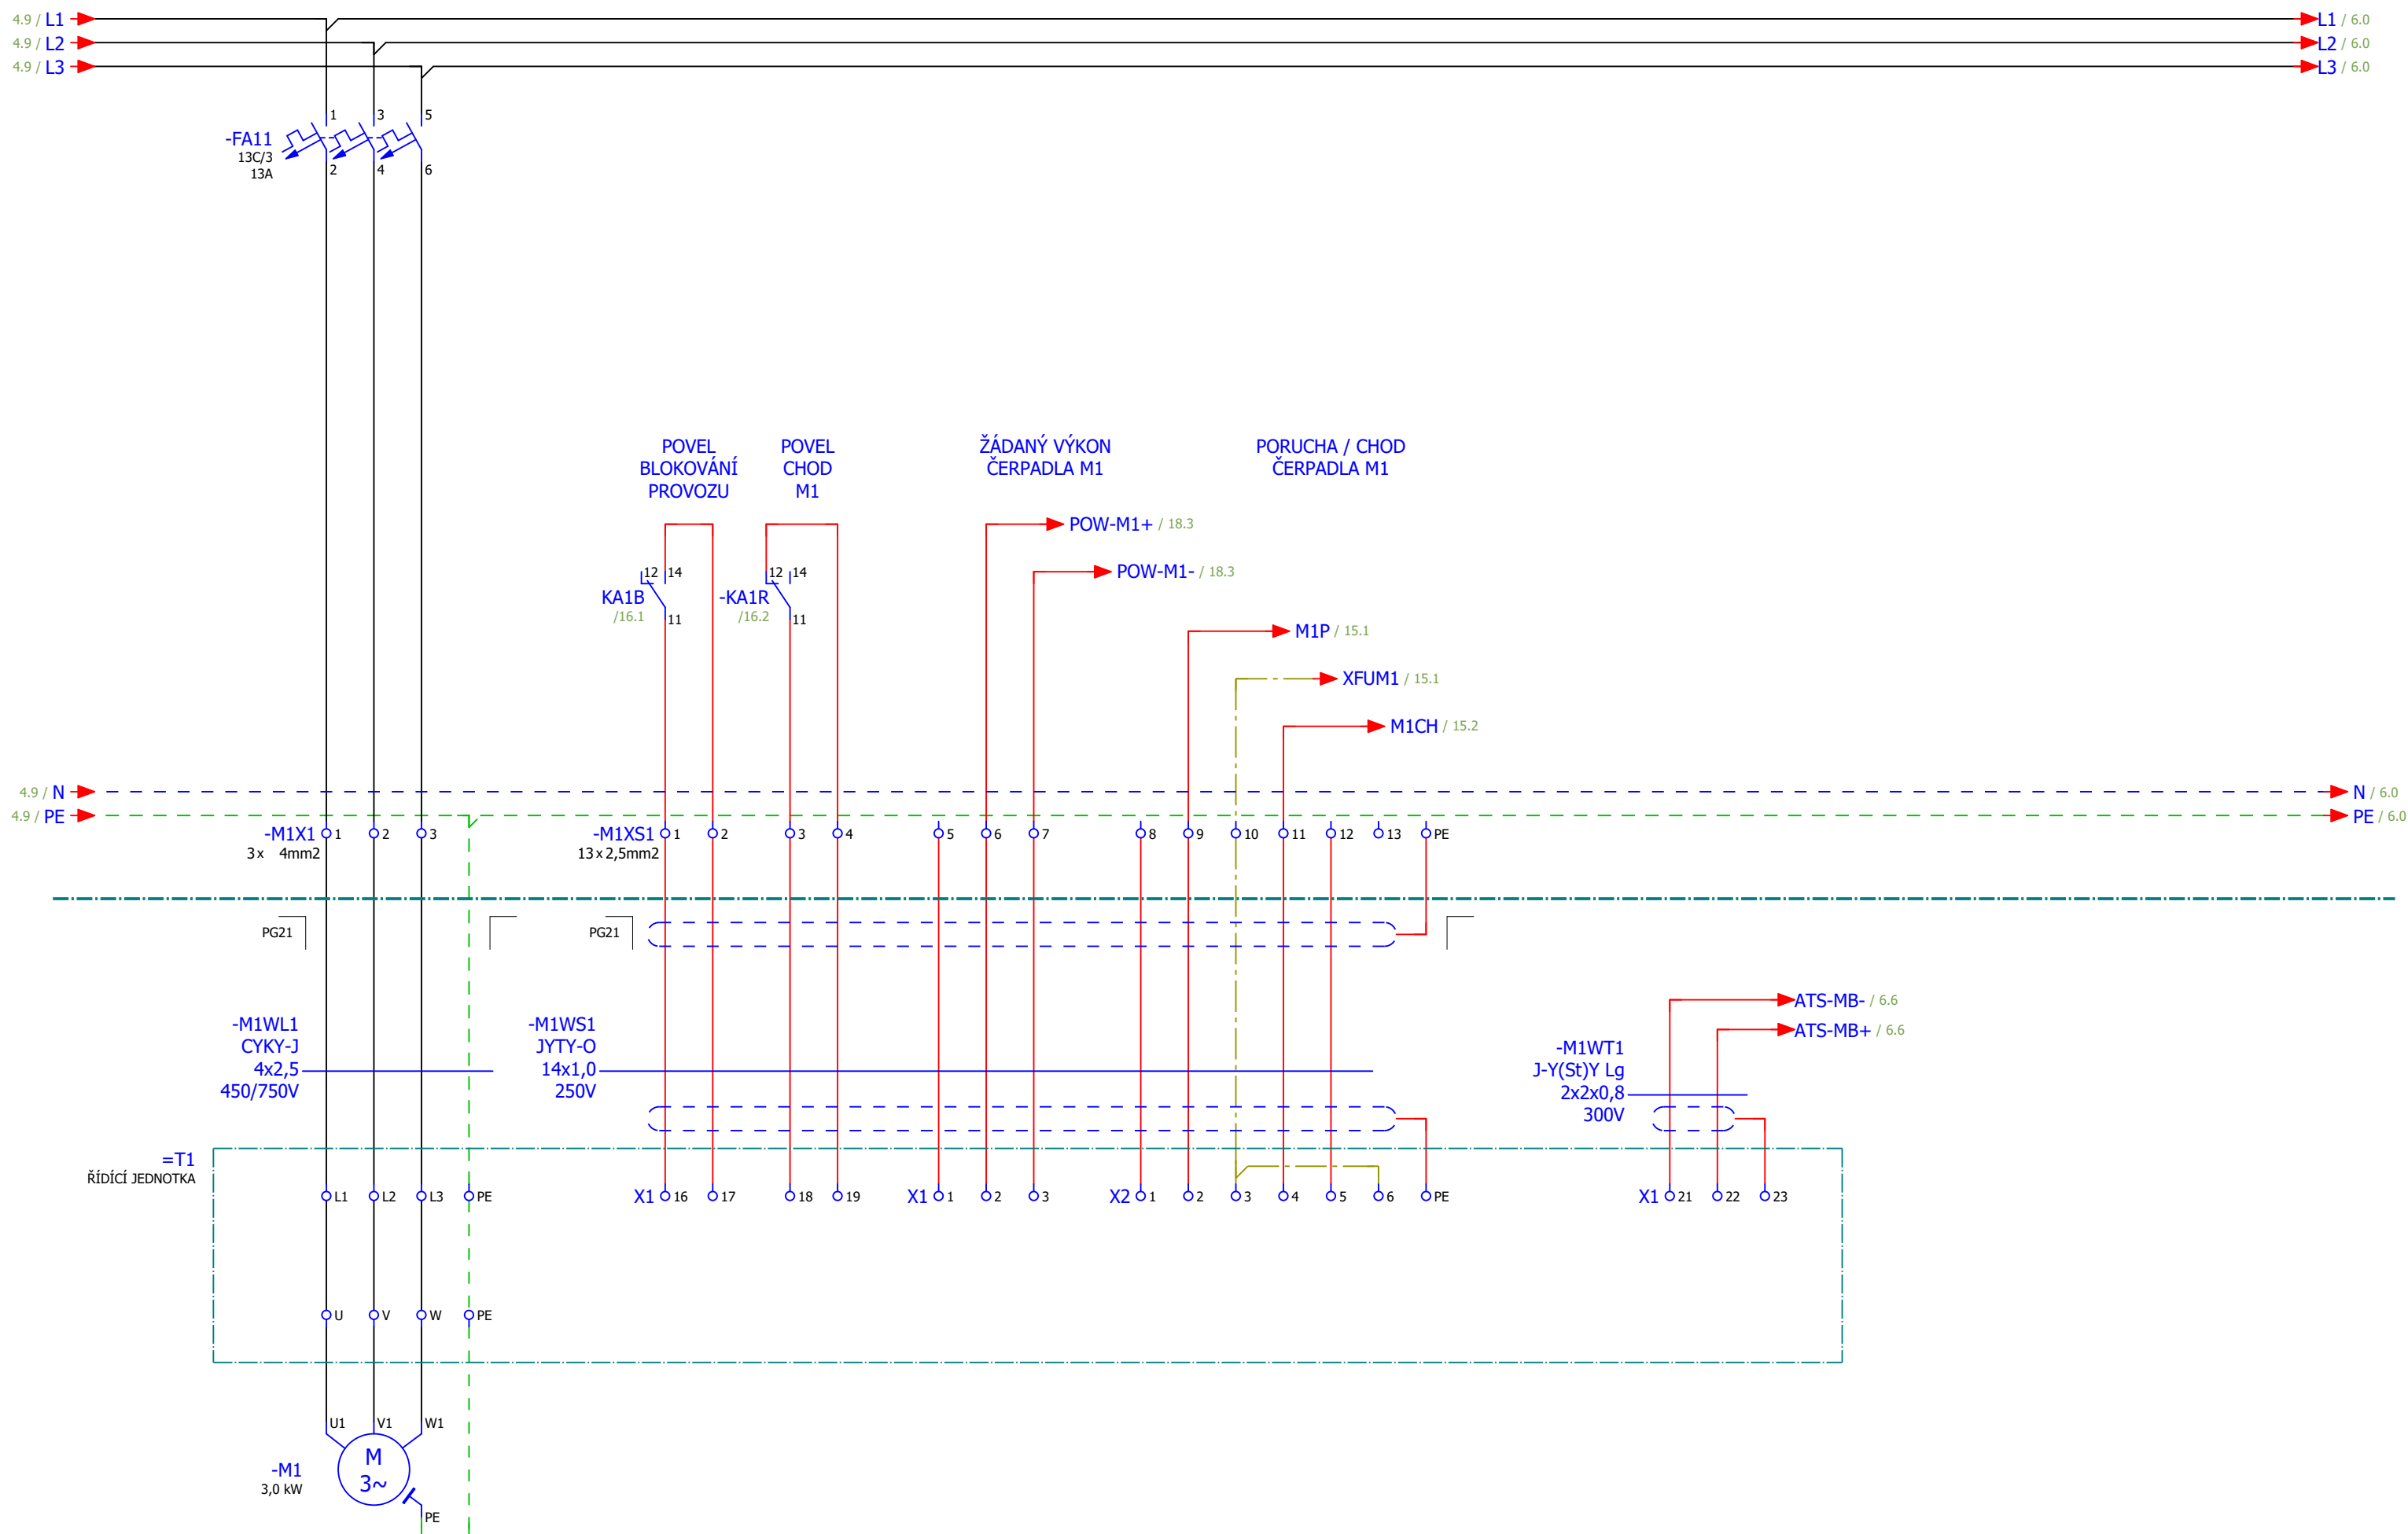 4.9 / L1
L1 / 6.0
4.9 / L2
L2 / 6.0
4.9 / L3
L3 / 6.0
1 3 5
-FA11
13C/3
13A
2 4 6
POVEL
BLOKOVÁNÍ
PROVOZU
POVEL
CHOD
M1
ŽÁDANÝ VÝKON
ČERPADLA M1
PORUCHA / CHOD
ČERPADLA M1
POW-M1+ / 18.3
POW-M1- / 18.3
12 14
KA1B
/16.1
11
12 14
-KA1R
/16.2
11
M1P / 15.1
XFUM1 / 15.1
M1CH / 15.2
4.9 / N
N / 6.0
4.9 / PE
PE / 6.0
-M1X1 1 2 3
3x 4mm2
-M1XS1 1 2 3 4 5 6 7 8 9 10 11 12 13 PE
13x2,5mm2
PG21
PG21
ATS-MB- / 6.6
ATS-MB+ / 6.6
-M1WL1
CYKY-J
4x2,5
450/750V
-M1WS1
JYTY-O
14x1,0
250V
-M1WT1
J-Y(St)Y Lg
2x2x0,8
300V
=T1
ŘÍDÍCÍ JEDNOTKA
L1 L2 L3 PE
X1 16 17 18 19
X1 1 2 3
X2 1 2 3 4 5 6 PE
X1 21 22 23
U V W PE
U1 V1 W1
M
3~
-M1
3,0 kW
PE